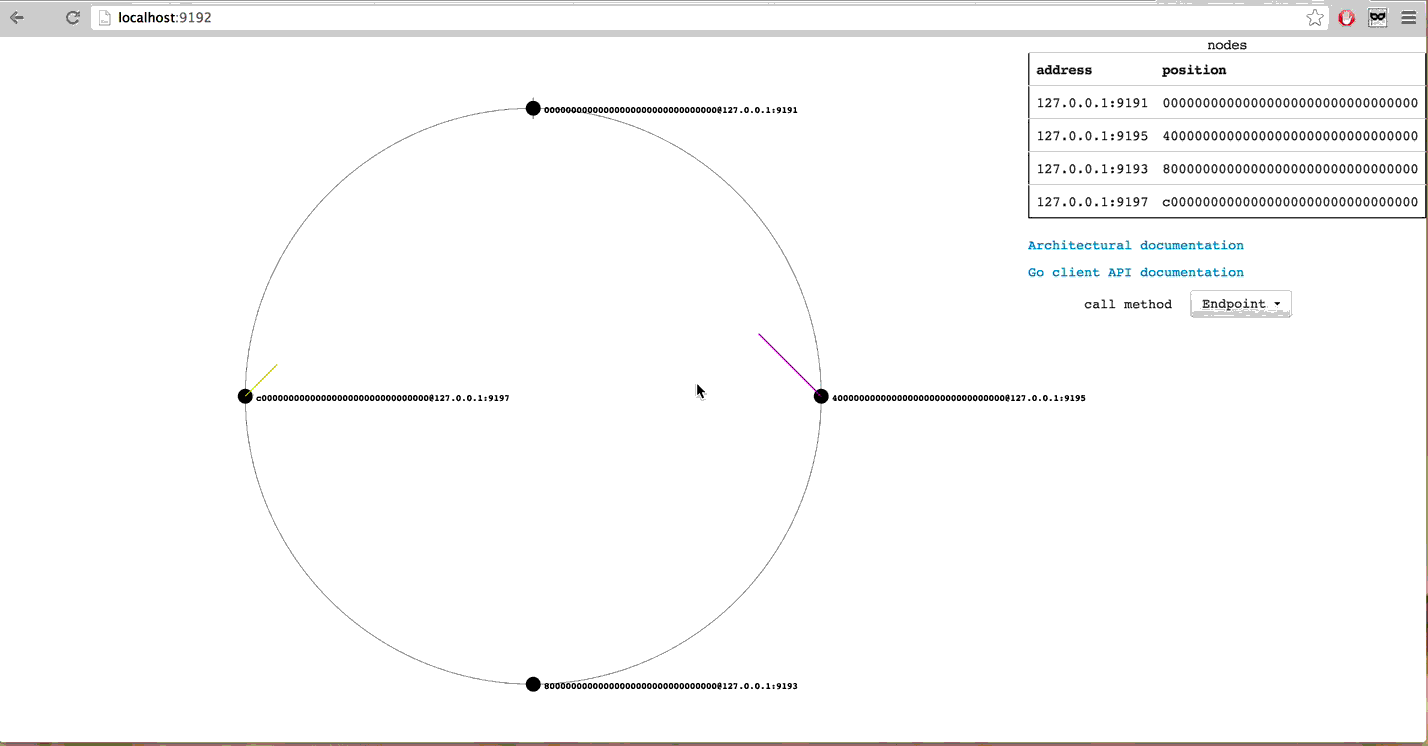 localhost:9192
nodes
address position
127.0.0.1:9191 00000000000000000000000000000000
127.0.0.1:9195 40000000000000000000000000000000
127.0.0.1:9193 80000000000000000000000000000000
127.0.0.1:9197 c0000000000000000000000000000000
Architectural documentation
Go client API documentation
call method Endpoint
00000000000000000000000000000000@127.0.0.1:9191
c0000000000000000000000000000000@127.0.0.1:9197
40000000000000000000000000000000@127.0.0.1:9195
80000000000000000000000000000000@127.0.0.1:9193